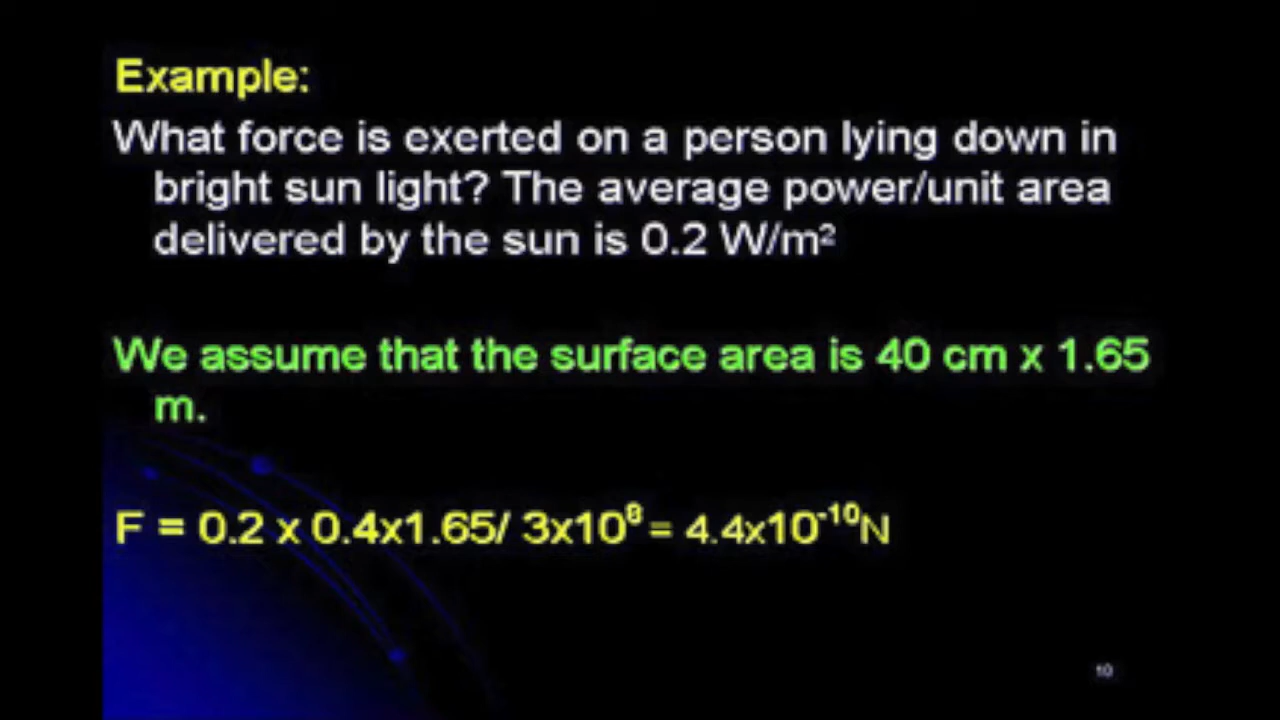 Example:
What force is exerted on a person lying down in
bright sun light? The average power/unit area
delivered by the sun is 0.2 W/m²
We assume that the surface area is 40 cm x 1.65
m.
F = 0.2 x 0.4x1.65/ 3x10⁸ = 4.4x10⁻¹⁰N
10